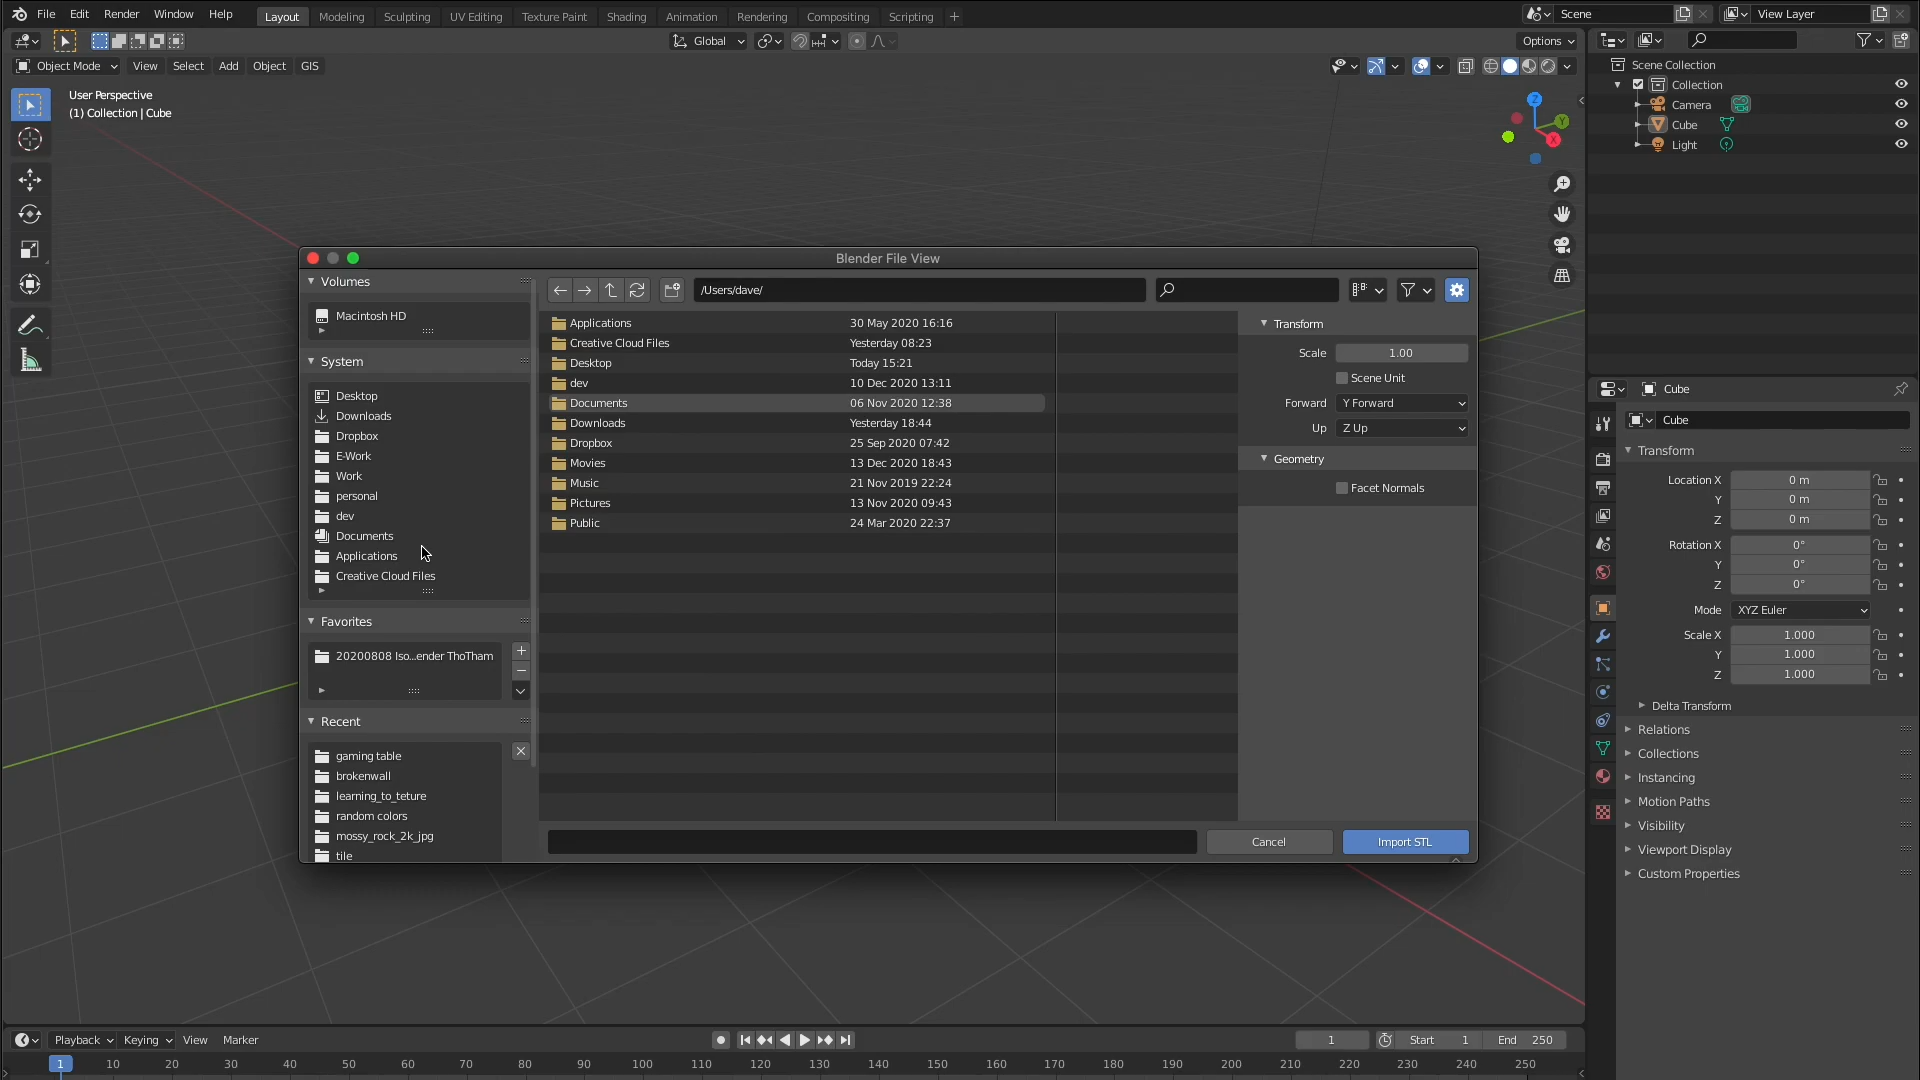 File Edit Render Window Help Layout Modeling Sculpting UV Editing Texture Paint Shading Animation Rendering Compositing Scripting + Scene View Layer
Global Options
Object Mode View Select Add Object GIS
User Perspective
(1) Collection | Cube
Z
Y
X
Scene Collection
Collection
Camera
Cube
Light
Blender File View
Volumes
Macintosh HD
System
Desktop
Downloads
Dropbox
E-Work
Work
personal
dev
Documents
Applications
Creative Cloud Files
Favorites
20200808 Iso...ender ThoTham
Recent
gaming table
brokenwall
learning_to_teture
random colors
mossy_rock_2k_jpg
tile
/Users/dave/
Applications 30 May 2020 16:16
Creative Cloud Files Yesterday 08:23
Desktop Today 15:21
dev 10 Dec 2020 13:11
Documents 06 Nov 2020 12:38
Downloads Yesterday 18:44
Dropbox 25 Sep 2020 07:42
Movies 13 Dec 2020 18:43
Music 21 Nov 2019 22:24
Pictures 13 Nov 2020 09:43
Public 24 Mar 2020 22:37
Transform
Scale 1.00
Scene Unit
Forward Y Forward
Up Z Up
Geometry
Facet Normals
Cancel Import STL
Cube
Cube
Transform
Location X 0 m
Y 0 m
Z 0 m
Rotation X 0°
Y 0°
Z 0°
Mode XYZ Euler
Scale X 1.000
Y 1.000
Z 1.000
Delta Transform
Relations
Collections
Instancing
Motion Paths
Visibility
Viewport Display
Custom Properties
Playback Keying View Marker 1 Start 1 End 250
1 10 20 30 40 50 60 70 80 90 100 110 120 130 140 150 160 170 180 190 200 210 220 230 240 250